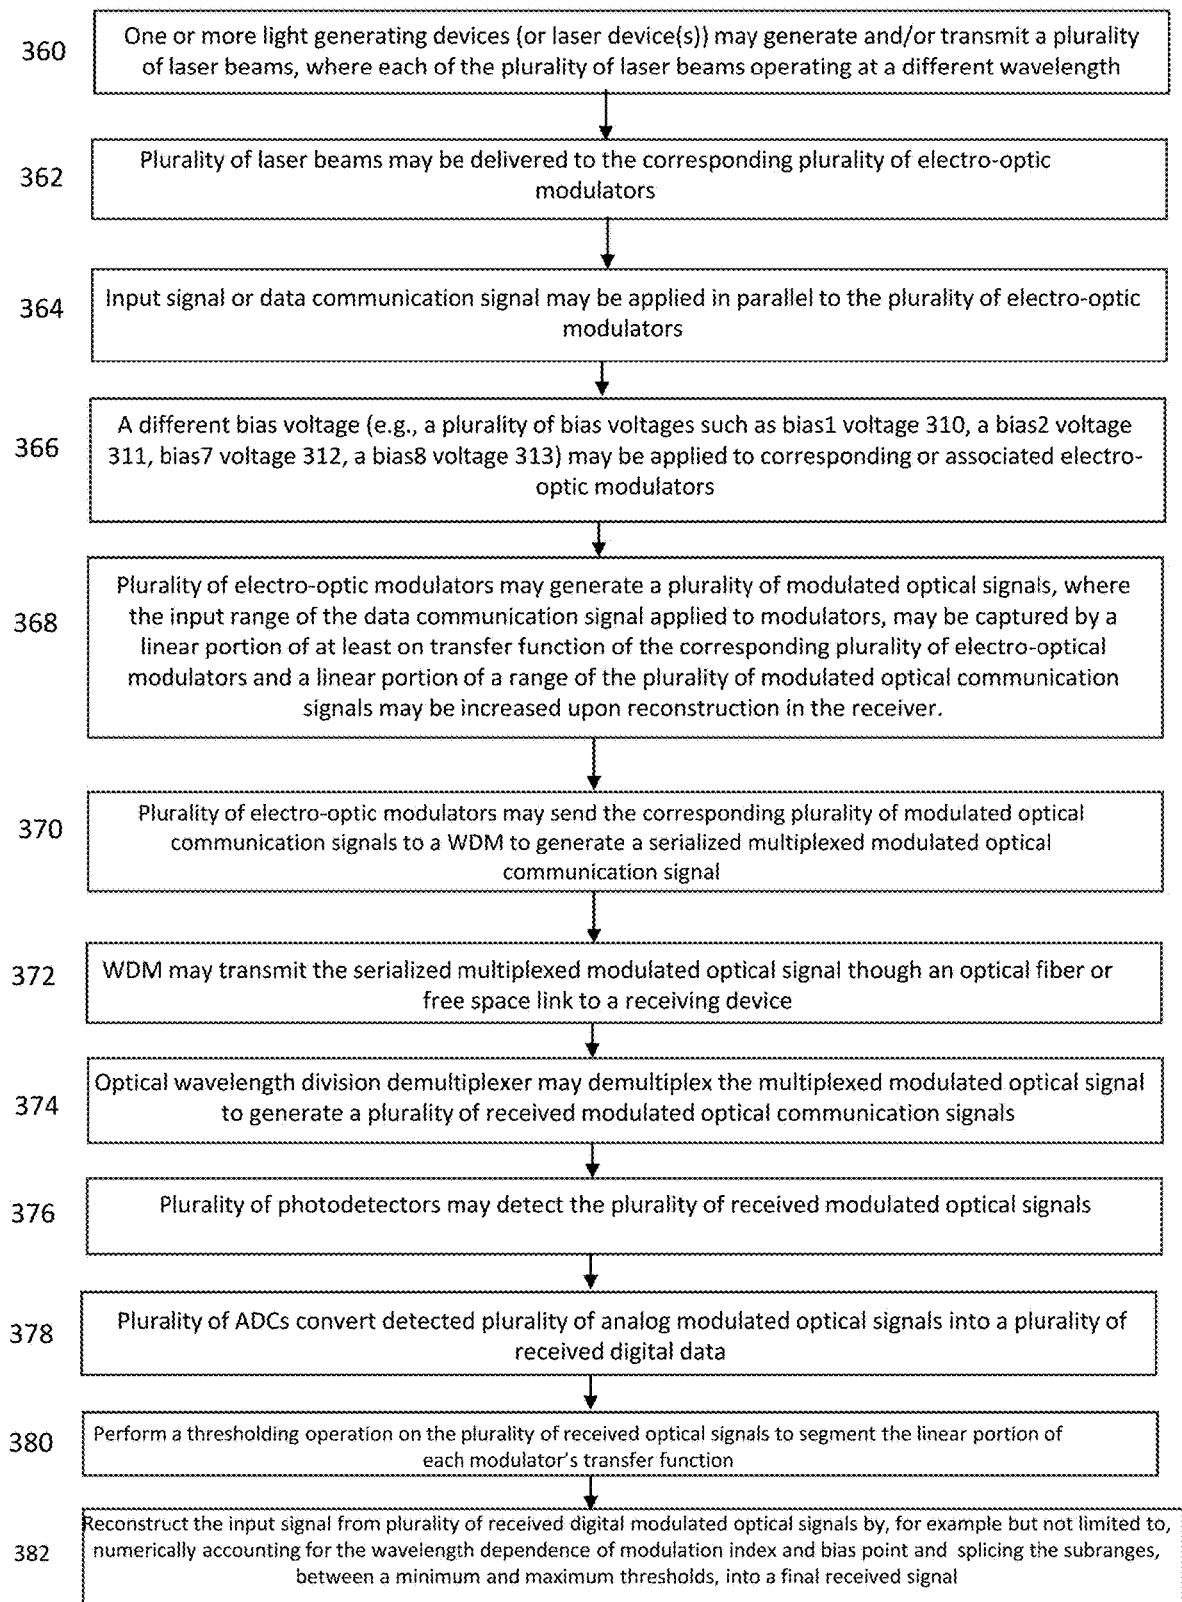 360
One or more light generating devices (or laser device(s)) may generate and/or transmit a plurality
of laser beams, where each of the plurality of laser beams operating at a different wavelength
362
Plurality of laser beams may be delivered to the corresponding plurality of electro-optic
modulators
364
Input signal or data communication signal may be applied in parallel to the plurality of electro-optic
modulators
366
A different bias voltage (e.g., a plurality of bias voltages such as bias1 voltage 310, a bias2 voltage
311, bias7 voltage 312, a bias8 voltage 313) may be applied to corresponding or associated electro-
optic modulators
368
Plurality of electro-optic modulators may generate a plurality of modulated optical signals, where
the input range of the data communication signal applied to modulators, may be captured by a
linear portion of at least on transfer function of the corresponding plurality of electro-optical
modulators and a linear portion of a range of the plurality of modulated optical communication
signals may be increased upon reconstruction in the receiver.
370
Plurality of electro-optic modulators may send the corresponding plurality of modulated optical
communication signals to a WDM to generate a serialized multiplexed modulated optical
communication signal
372
WDM may transmit the serialized multiplexed modulated optical signal though an optical fiber or
free space link to a receiving device
374
Optical wavelength division demultiplexer may demultiplex the multiplexed modulated optical signal
to generate a plurality of received modulated optical communication signals
376
Plurality of photodetectors may detect the plurality of received modulated optical signals
378
Plurality of ADCs convert detected plurality of analog modulated optical signals into a plurality of
received digital data
380
Perform a thresholding operation on the plurality of received optical signals to segment the linear portion of
each modulator's transfer function
382
Reconstruct the input signal from plurality of received digital modulated optical signals by, for example but not limited to,
numerically accounting for the wavelength dependence of modulation index and bias point and splicing the subranges,
between a minimum and maximum thresholds, into a final received signal